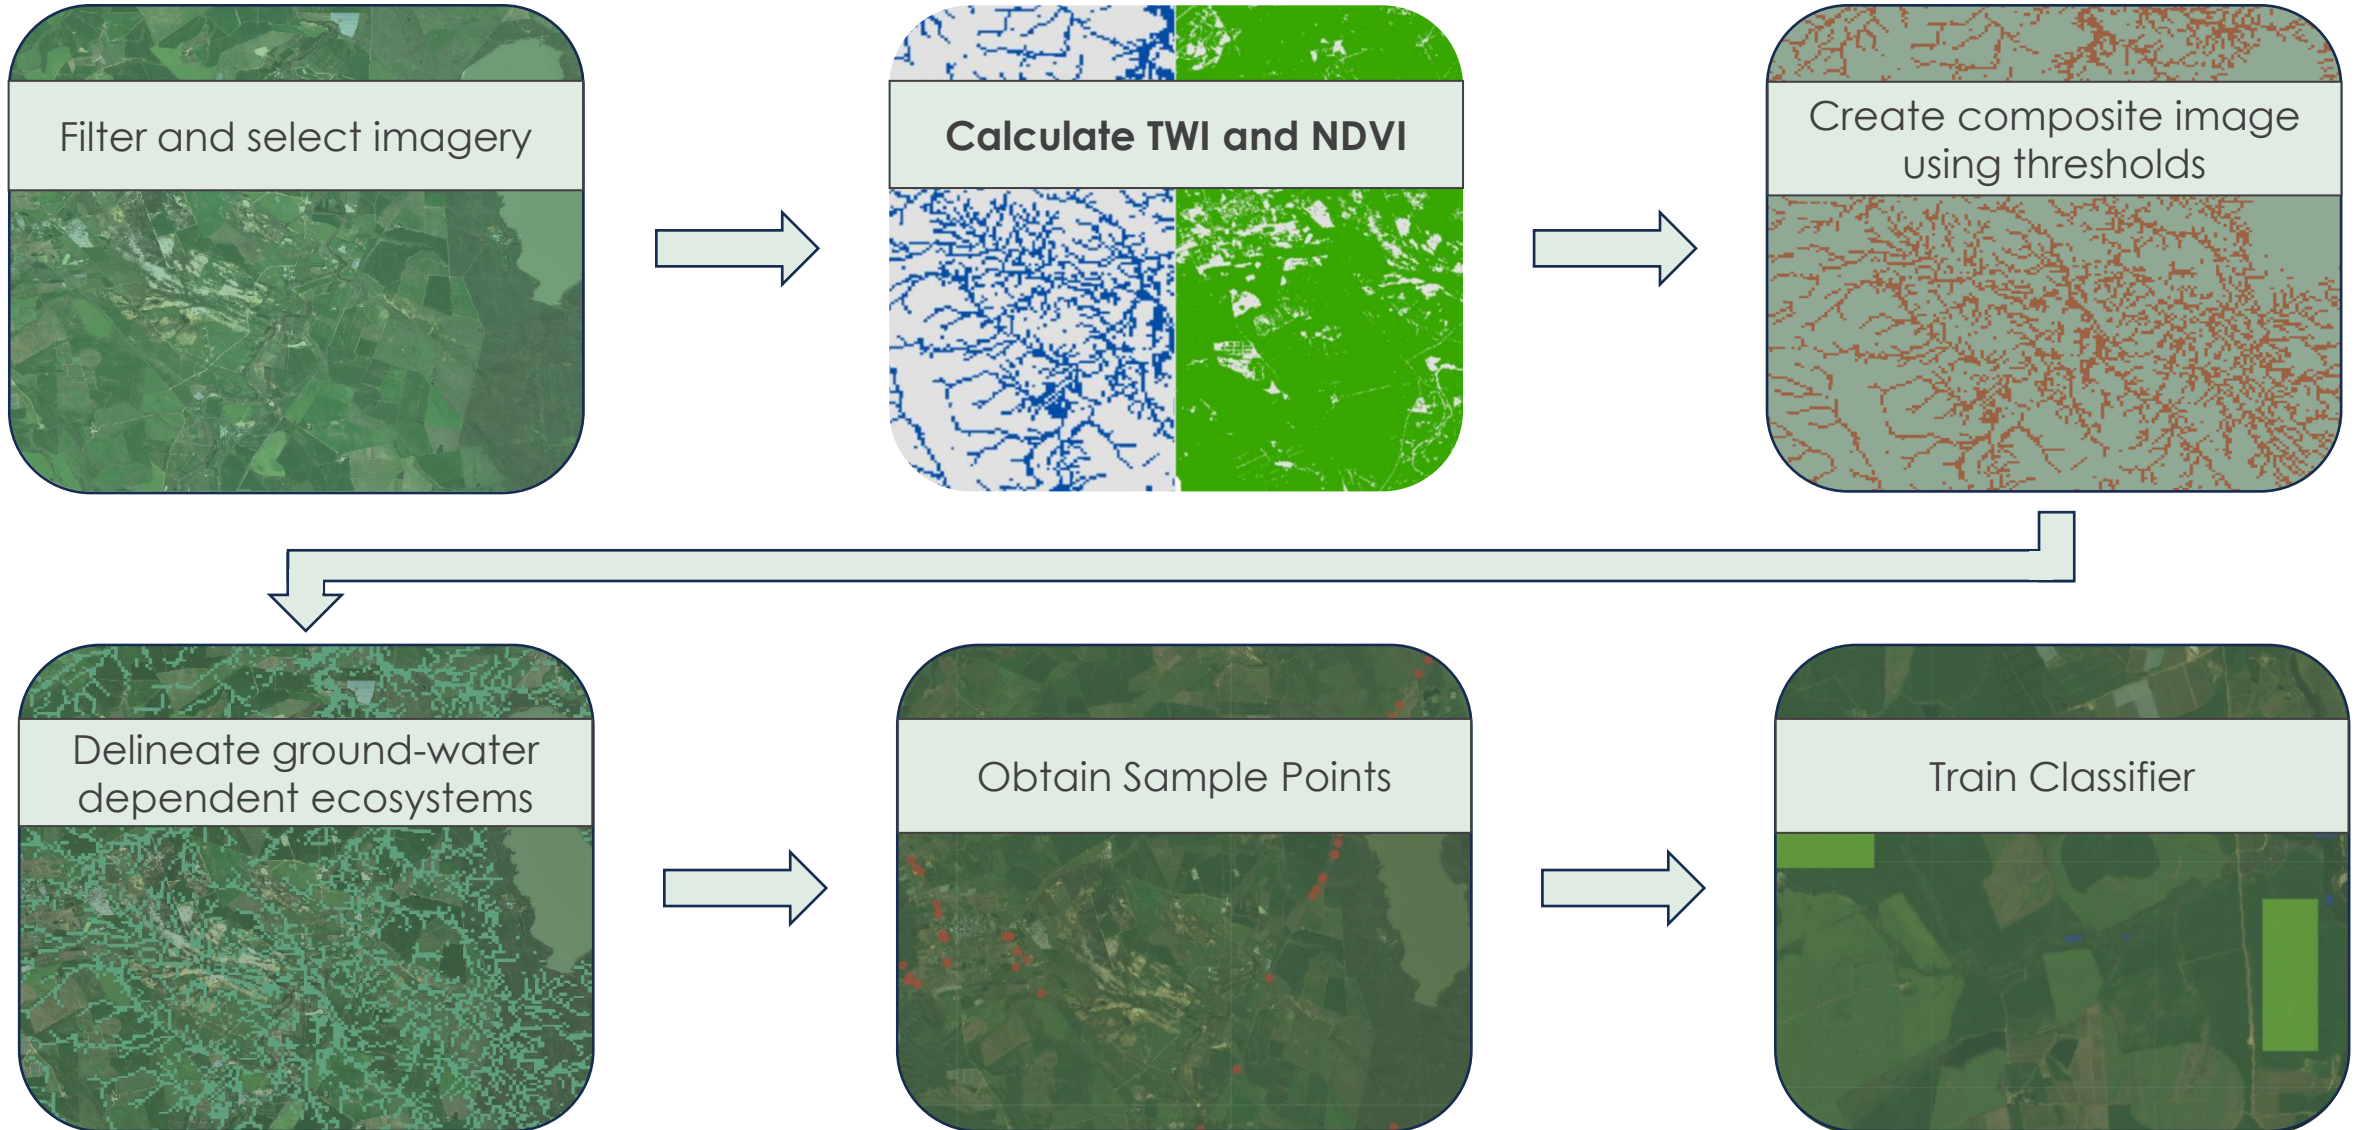 Filter and select imagery
Calculate TWI and NDVI
Create composite image
using thresholds
Delineate ground-water
dependent ecosystems
Obtain Sample Points
Train Classifier